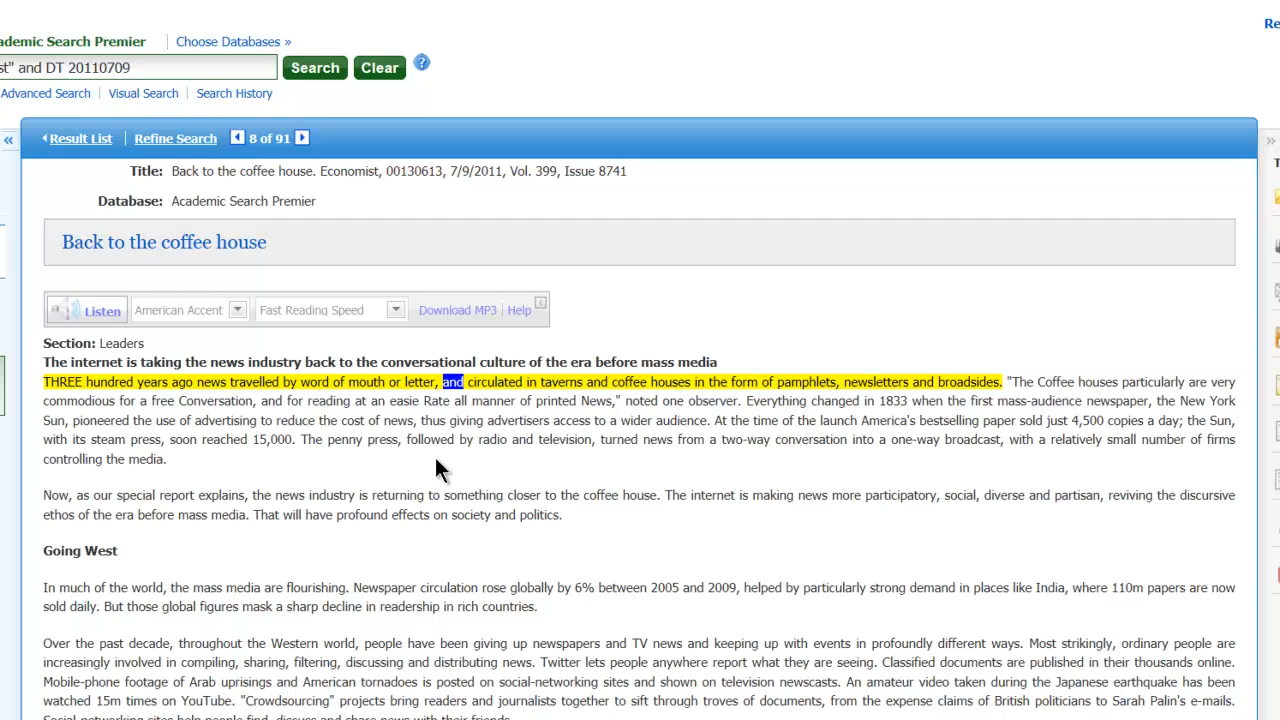 Re
ademic Search Premier Choose Databases »
st" and DT 20110709 Search Clear ?
Advanced Search Visual Search Search History
« Result List Refine Search 8 of 91 »
Title: Back to the coffee house. Economist, 00130613, 7/9/2011, Vol. 399, Issue 8741 T
Database: Academic Search Premier
Back to the coffee house
Listen American Accent Fast Reading Speed Download MP3 Help
Section: Leaders
The internet is taking the news industry back to the conversational culture of the era before mass media
THREE hundred years ago news travelled by word of mouth or letter, and circulated in taverns and coffee houses in the form of pamphlets, newsletters and broadsides. "The Coffee houses particularly are very
commodious for a free Conversation, and for reading at an easie Rate all manner of printed News," noted one observer. Everything changed in 1833 when the first mass-audience newspaper, the New York
Sun, pioneered the use of advertising to reduce the cost of news, thus giving advertisers access to a wider audience. At the time of the launch America's bestselling paper sold just 4,500 copies a day; the Sun,
with its steam press, soon reached 15,000. The penny press, followed by radio and television, turned news from a two-way conversation into a one-way broadcast, with a relatively small number of firms
controlling the media.
Now, as our special report explains, the news industry is returning to something closer to the coffee house. The internet is making news more participatory, social, diverse and partisan, reviving the discursive
ethos of the era before mass media. That will have profound effects on society and politics.
Going West
In much of the world, the mass media are flourishing. Newspaper circulation rose globally by 6% between 2005 and 2009, helped by particularly strong demand in places like India, where 110m papers are now
sold daily. But those global figures mask a sharp decline in readership in rich countries.
Over the past decade, throughout the Western world, people have been giving up newspapers and TV news and keeping up with events in profoundly different ways. Most strikingly, ordinary people are
increasingly involved in compiling, sharing, filtering, discussing and distributing news. Twitter lets people anywhere report what they are seeing. Classified documents are published in their thousands online.
Mobile-phone footage of Arab uprisings and American tornadoes is posted on social-networking sites and shown on television newscasts. An amateur video taken during the Japanese earthquake has been
watched 15m times on YouTube. "Crowdsourcing" projects bring readers and journalists together to sift through troves of documents, from the expense claims of British politicians to Sarah Palin's e-mails.
Social-networking sites help people find, discuss and share news with their friends.